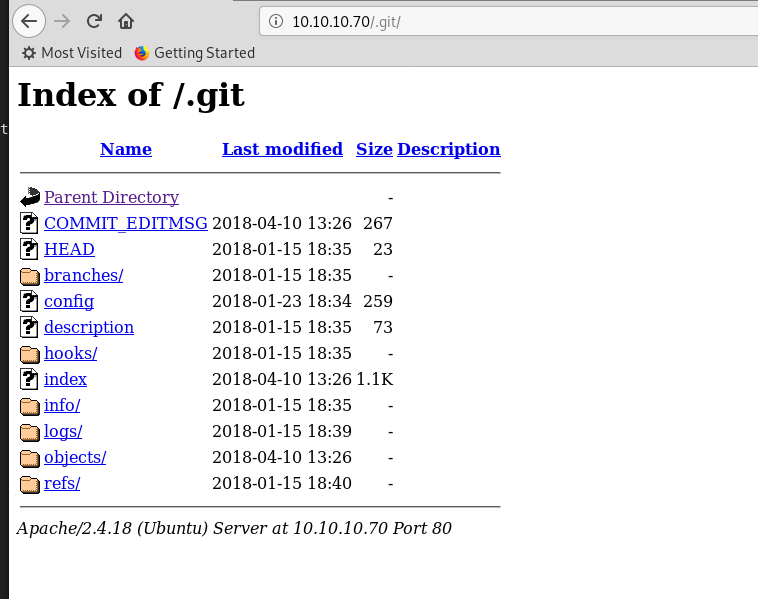 10.10.10.70/.git/
Most Visited Getting Started
Index of /.git
t
Name Last modified Size Description
Parent Directory -
COMMIT_EDITMSG 2018-04-10 13:26 267
HEAD 2018-01-15 18:35 23
branches/ 2018-01-15 18:35 -
config 2018-01-23 18:34 259
description 2018-01-15 18:35 73
hooks/ 2018-01-15 18:35 -
index 2018-04-10 13:26 1.1K
info/ 2018-01-15 18:35 -
logs/ 2018-01-15 18:39 -
objects/ 2018-04-10 13:26 -
refs/ 2018-01-15 18:40 -
Apache/2.4.18 (Ubuntu) Server at 10.10.10.70 Port 80